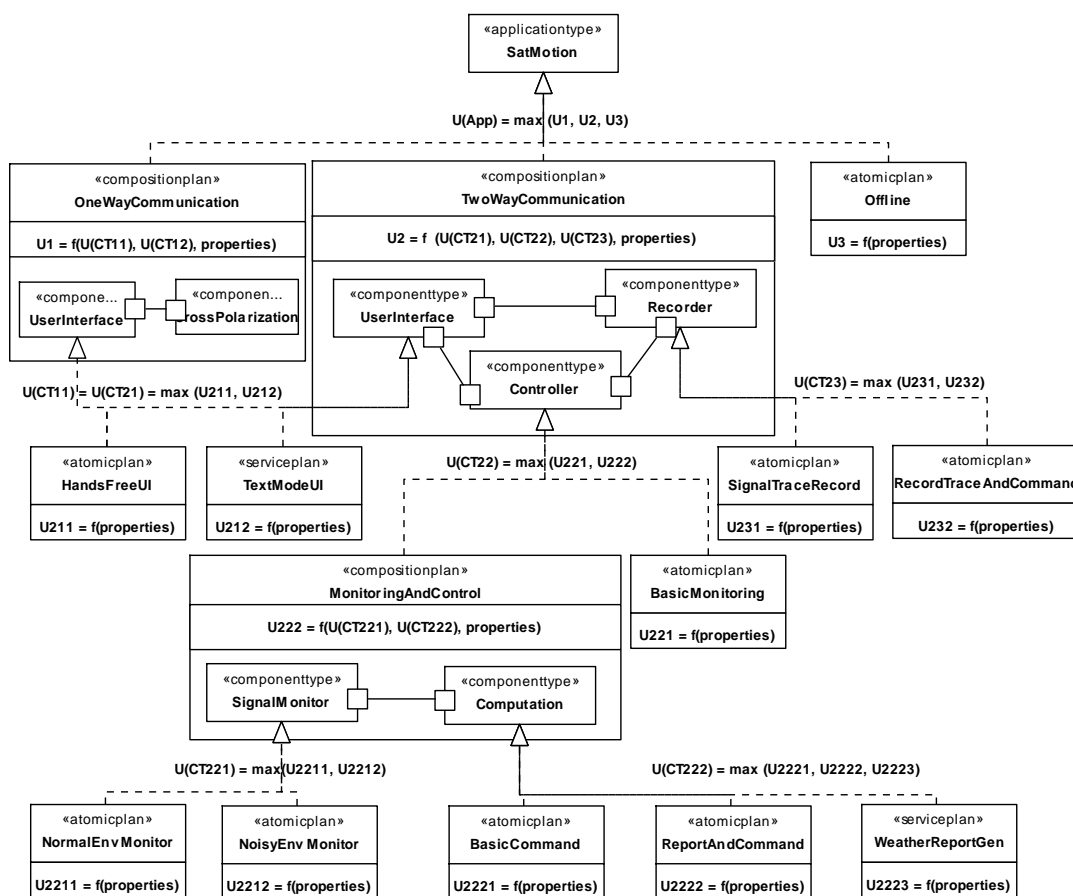 «applicationtype»
SatMotion
U(App) = max (U1, U2, U3)
«compositionplan»
OneWayCommunication
U1 = f(U(CT11), U(CT12), properties)
«compone...
UserInterface
«componen...
rossPolarization
«compositionplan»
TwoWayCommunication
U2 = f (U(CT21), U(CT22), U(CT23), properties)
«componenttype»
UserInterface
«componenttype»
Recorder
«componenttype»
Controller
«atomicplan»
Offline
U3 = f(properties)
U(CT11) = U(CT21) = max (U211, U212)
U(CT23) = max (U231, U232)
«atomicplan»
HandsFreeUI
U211 = f(properties)
«serviceplan»
TextModeUI
U212 = f(properties)
U(CT22) = max (U221, U222)
«atomicplan»
SignalTraceRecord
U231 = f(properties)
«atomicplan»
RecordTraceAndCommand
U232 = f(properties)
«compositionplan»
MonitoringAndControl
U222 = f(U(CT221), U(CT222), properties)
«componenttype»
SignalMonitor
«componenttype»
Computation
«atomicplan»
BasicMonitoring
U221 = f(properties)
U(CT221) = max(U2211, U2212)
U(CT222) = max (U2221, U2222, U2223)
«atomicplan»
NormalEnvMonitor
U2211 = f(properties)
«atomicplan»
NoisyEnvMonitor
U2212 = f(properties)
«atomicplan»
BasicCommand
U2221 = f(properties)
«atomicplan»
ReportAndCommand
U2222 = f(properties)
«serviceplan»
WeatherReportGen
U2223 = f(properties)